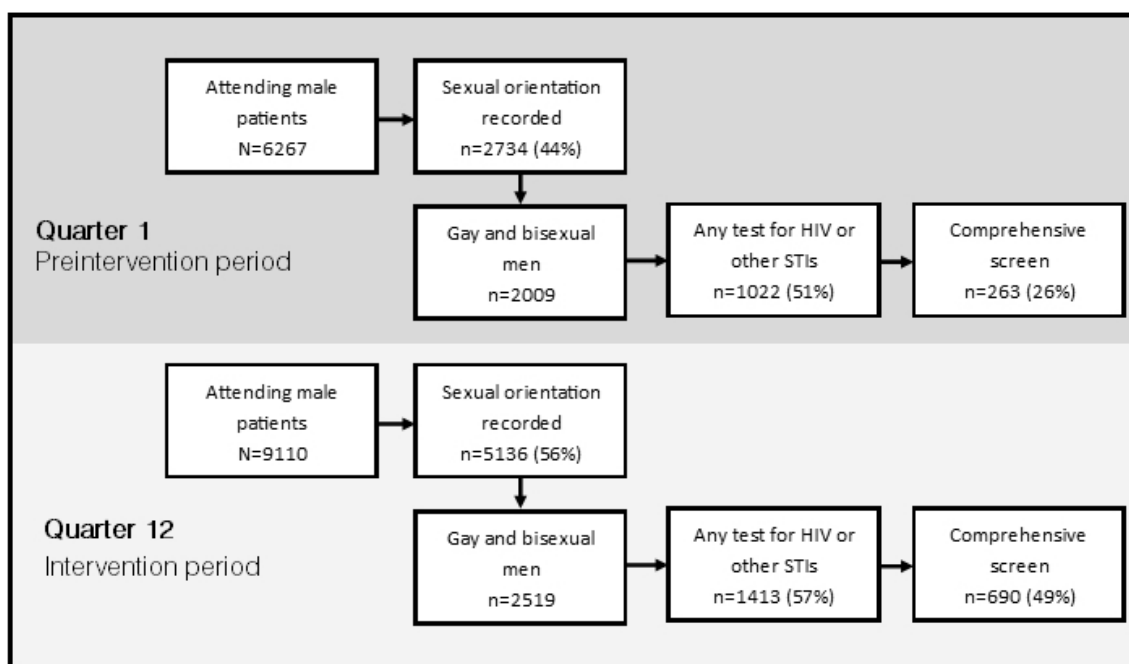 Attending male
patients
N=6267
Sexual orientation
recorded
n=2734 (44%)
Quarter 1
Preintervention period
Gay and bisexual
men
n=2009
Any test for HIV or
other STIs
n=1022 (51%)
Comprehensive
screen
n=263 (26%)
Attending male
patients
N=9110
Sexual orientation
recorded
n=5136 (56%)
Quarter 12
Intervention period
Gay and bisexual
men
n=2519
Any test for HIV or
other STIs
n=1413 (57%)
Comprehensive
screen
n=690 (49%)